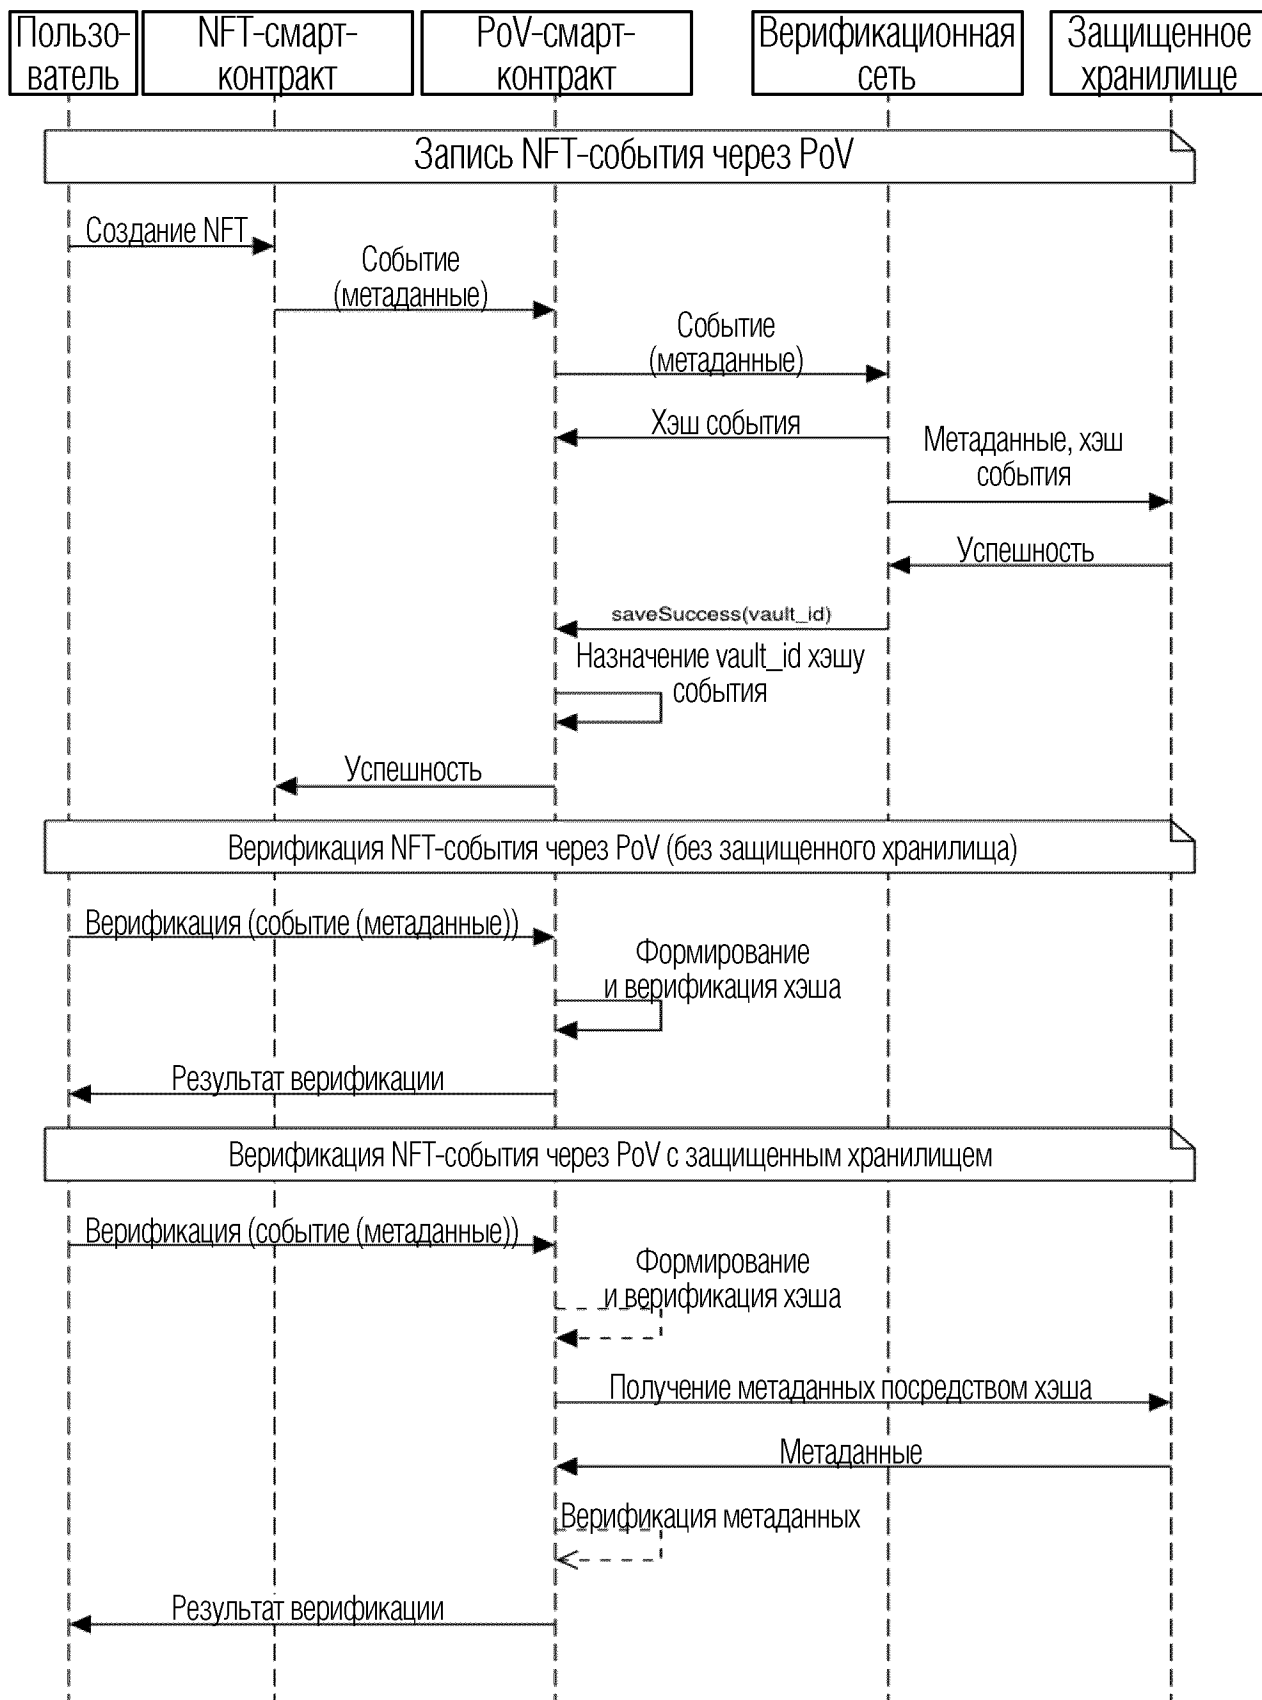 Пользо-
ватель
NFT-смарт-
контракт
PoV-смарт-
контракт
Верификационная
сеть
Защищенное
хранилище
Запись NFT-события через PoV
Создание NFT
Событие
(метаданные)
Событие
(метаданные)
Хэш события
Метаданные, хэш
события
Успешность
saveSuccess(vault_id)
Назначение vault_id хэшу
события
Успешность
Верификация NFT-события через PoV (без защищенного хранилища)
Верификация (событие (метаданные))
Формирование
и верификация хэша
Результат верификации
Верификация NFT-события через PoV с защищенным хранилищем
Верификация (событие (метаданные))
Формирование
и верификация хэша
Получение метаданных посредством хэша
Метаданные
Верификация метаданных
Результат верификации